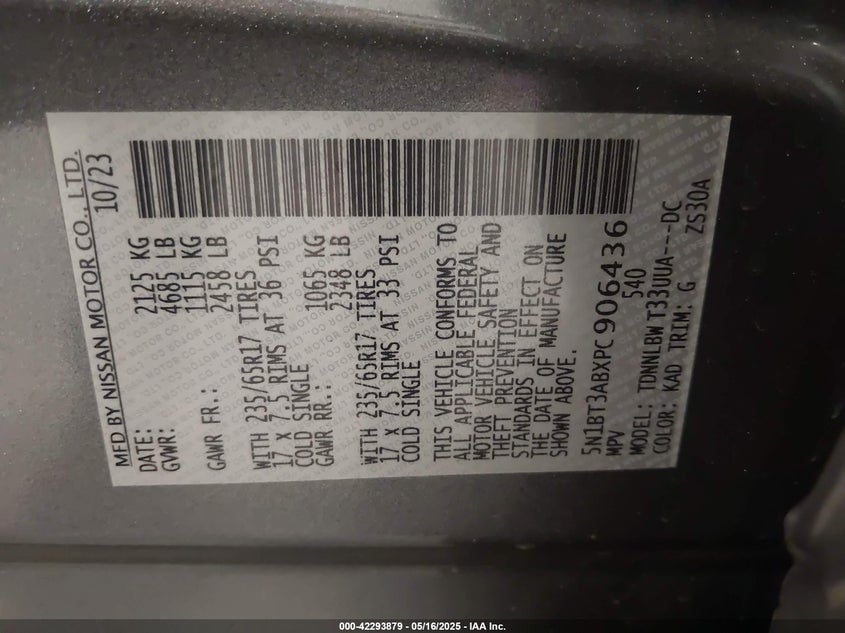 MFD BY NISSAN MOTOR CO., LTD.
DATE: 10/23
GVWR: 2125 KG
4685 LB
GAWR FR.: 1115 KG
2458 LB
WITH 235/65R17 TIRES
17 x 7.5 RIMS AT 36 PSI
COLD SINGLE
GAWR RR.: 1065 KG
2348 LB
WITH 235/65R17 TIRES
17 x 7.5 RIMS AT 33 PSI
COLD SINGLE
THIS VEHICLE CONFORMS TO
ALL APPLICABLE FEDERAL
MOTOR VEHICLE SAFETY AND
THEFT PREVENTION
STANDARDS IN EFFECT ON
THE DATE OF MANUFACTURE
SHOWN ABOVE.
5N1BT3ABXPC906436
MPV 540
MODEL: TDNNLBW T33UUA---DC
COLOR: KAD TRIM: G ZS30A
000-42293879 - 05/16/2025 - IAA Inc.